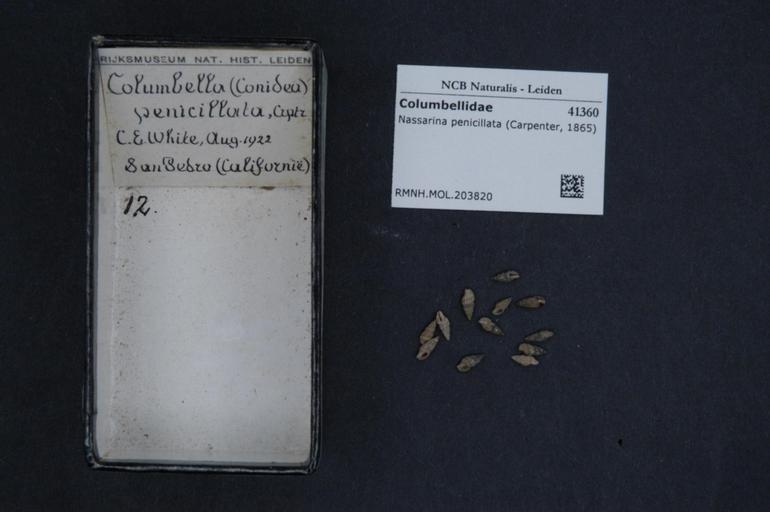 RIJKSMUSEUM NAT. HIST. LEIDEN
Columbella (Conidea)
penicillata, Crptr
C. E. White, Aug. 1922
San Pedro (Californië)
12.
NCB Naturalis - Leiden
Columbellidae 41360
Nassarina penicillata (Carpenter, 1865)
RMNH.MOL.203820